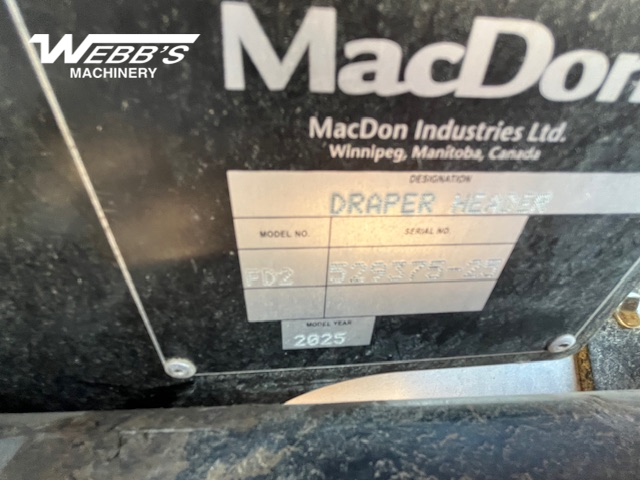 WEBB'S
MACHINERY
MacDon
MacDon Industries Ltd.
Winnipeg, Manitoba, Canada
DESIGNATION
DRAPER HEADER
MODEL NO. SERIAL NO.
FD2 529375-25
MODEL YEAR
2025